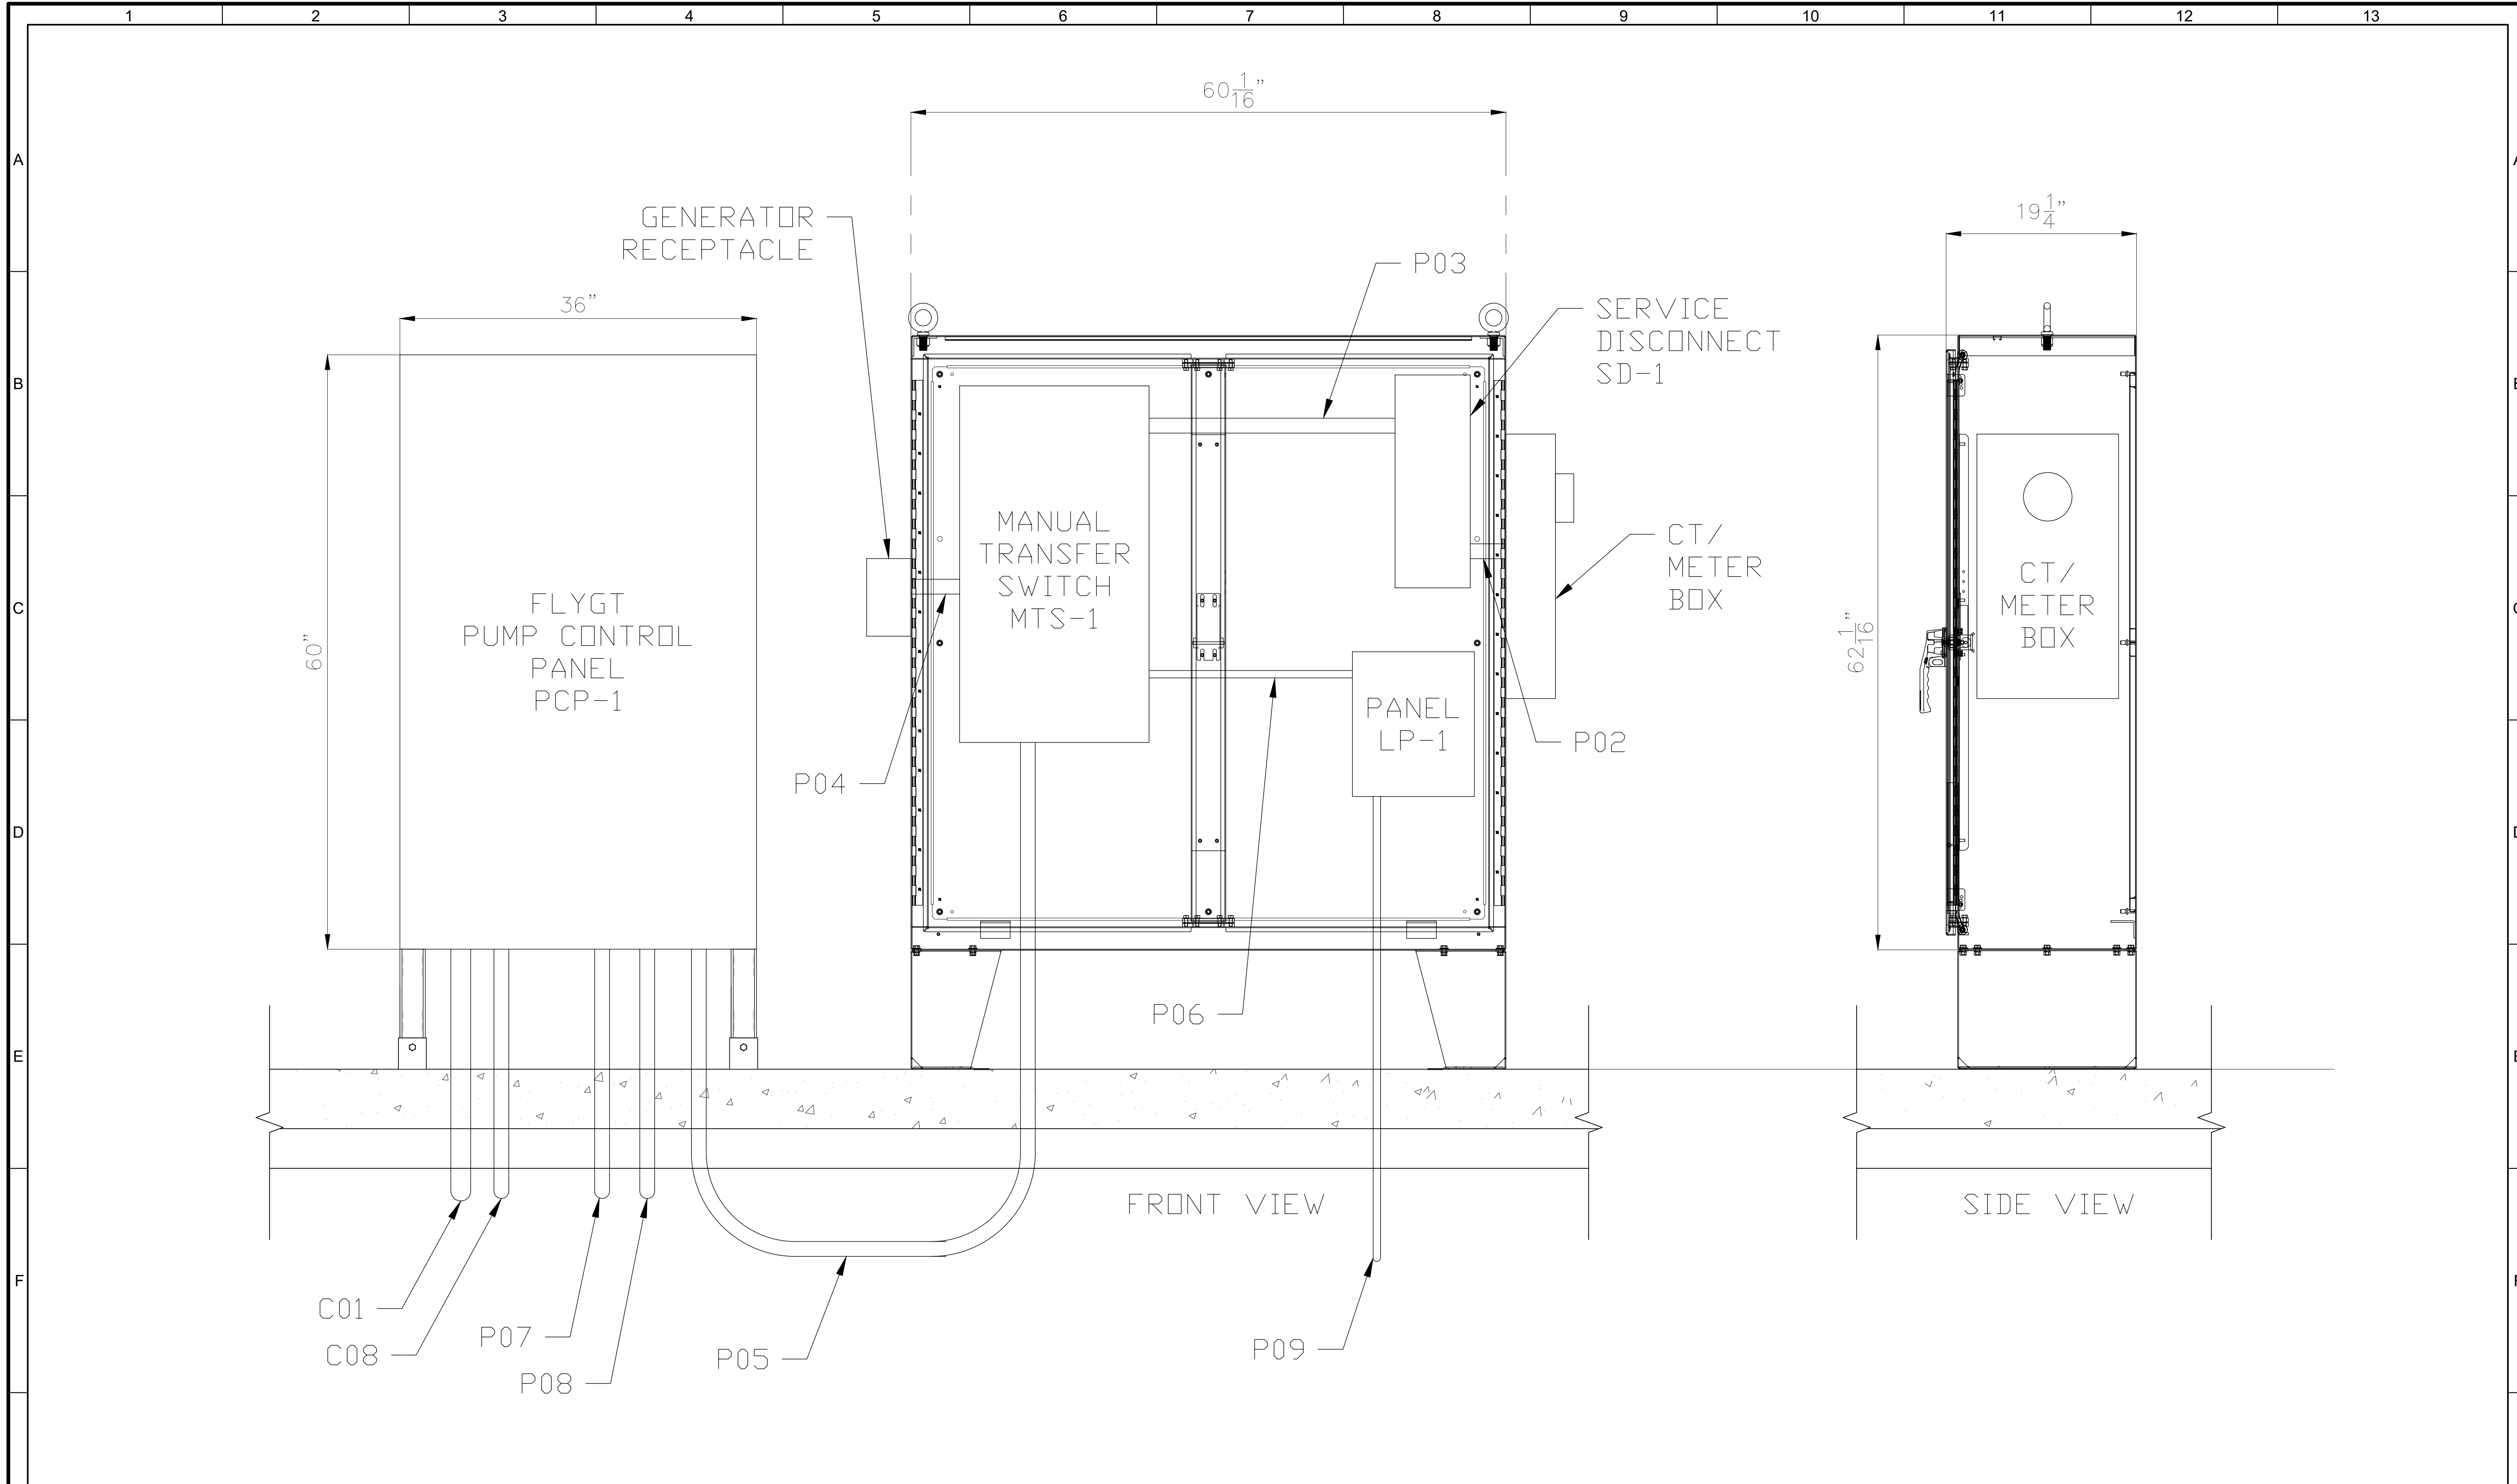 1 2 3 4 5 6 7 8 9 10 11 12 13
A
B
C
D
E
F
A
B
C
D
E
F
60 1/16"
19 1/4"
GENERATOR
RECEPTACLE
P03
36"
SERVICE
DISCONNECT
SD-1
MANUAL
TRANSFER
SWITCH
MTS-1
CT/
METER
BOX
CT/
METER
BOX
FLYGT
PUMP CONTROL
PANEL
PCP-1
60"
62 1/16"
PANEL
LP-1
P02
P04
P06
FRONT VIEW
SIDE VIEW
C01
C08
P07
P08
P05
P09